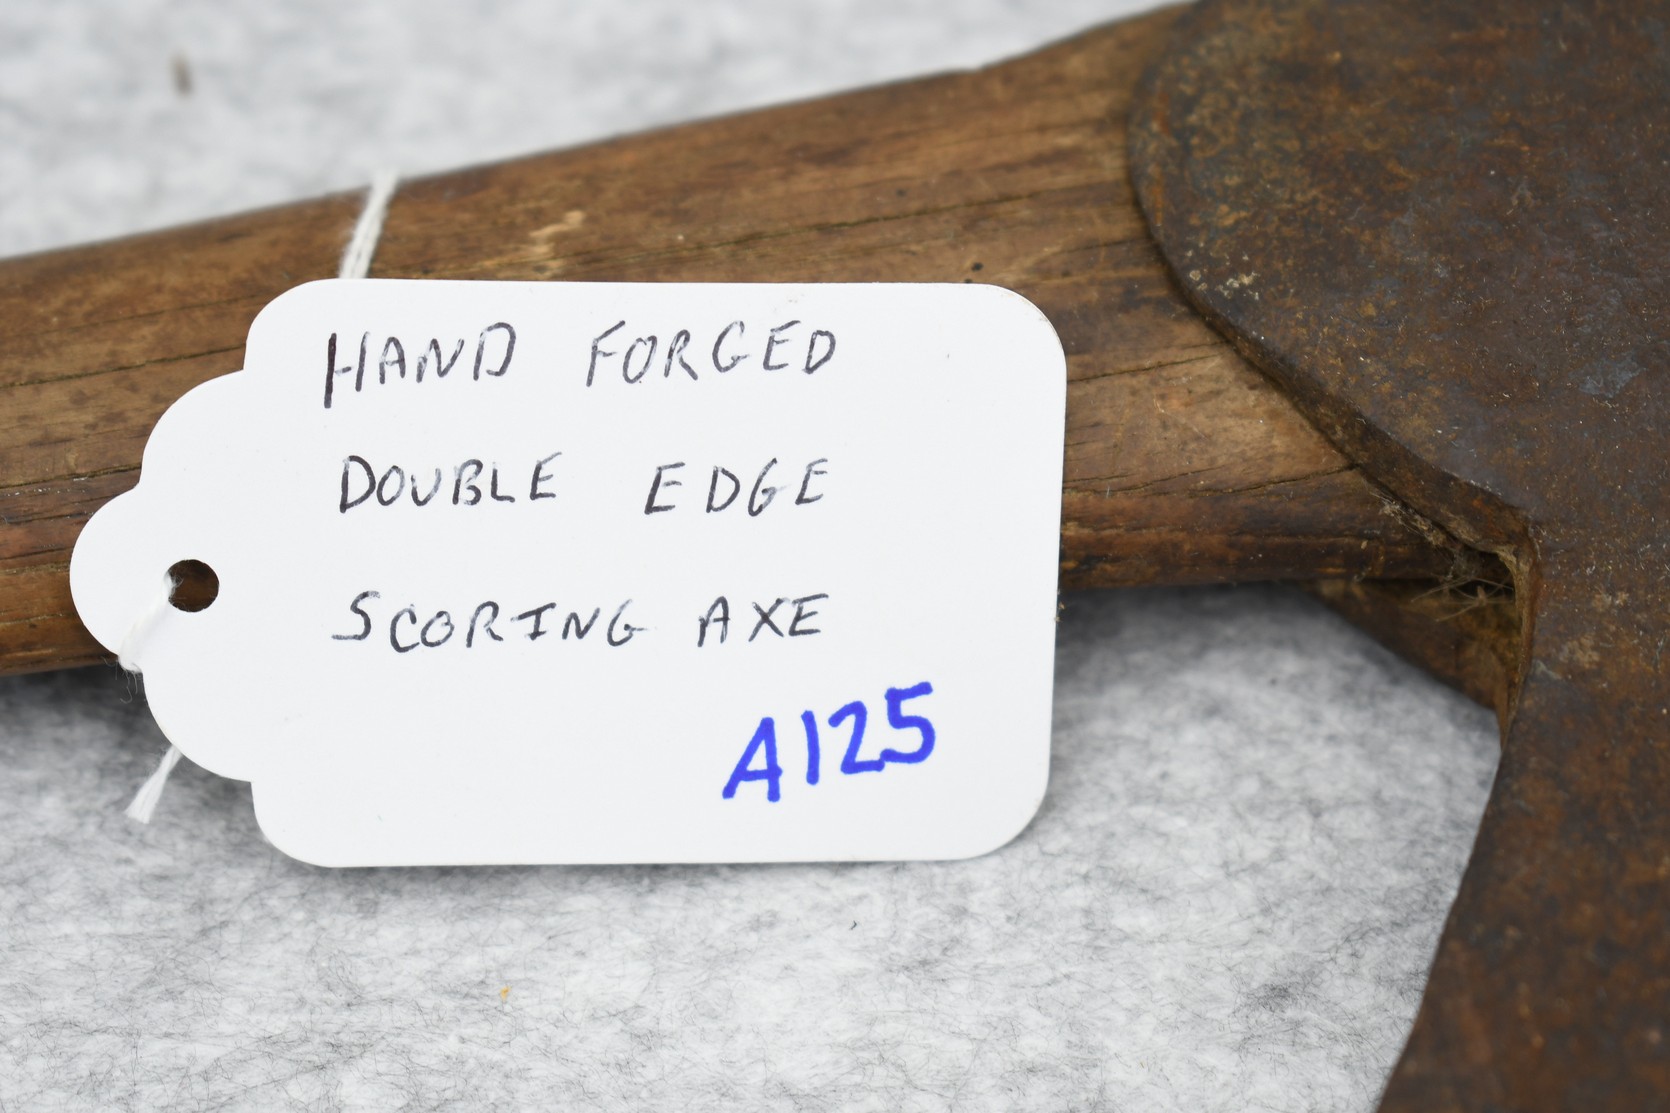 HAND FORGED
DOUBLE EDGE
SCORING AXE
A125